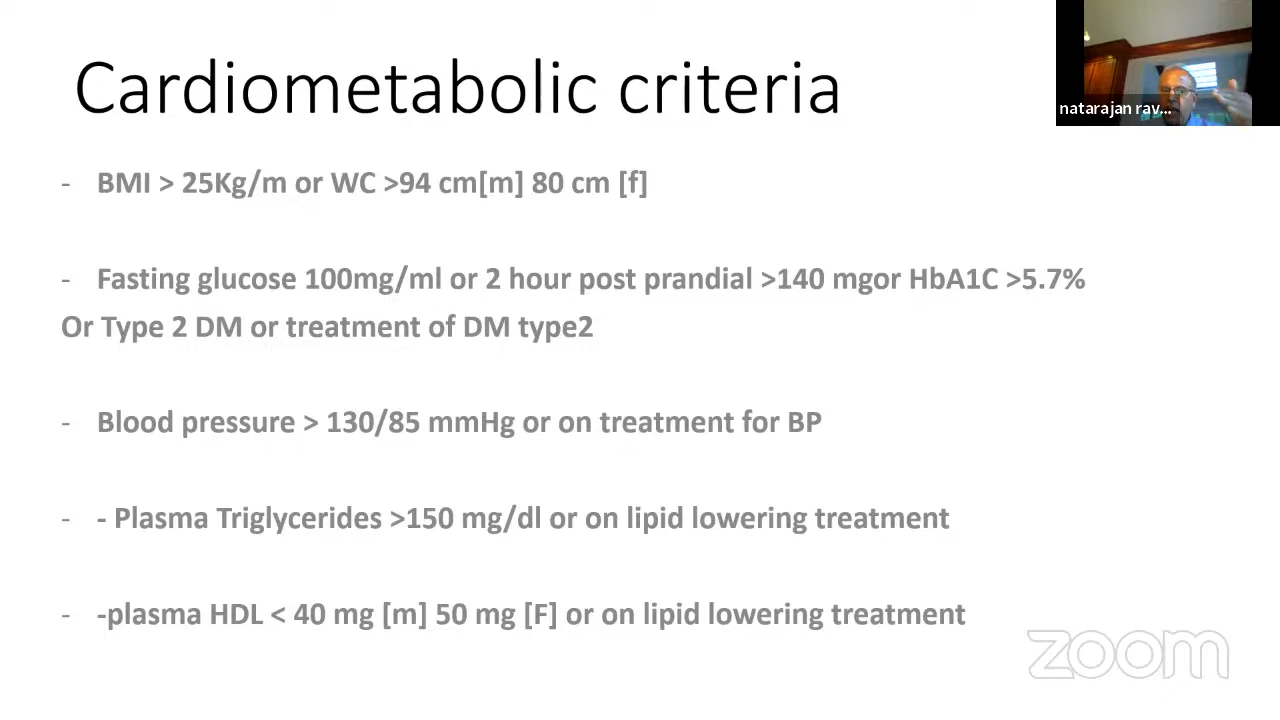 Cardiometabolic criteria
natarajan rav...
- BMI > 25Kg/m or WC >94 cm[m] 80 cm [f]
- Fasting glucose 100mg/ml or 2 hour post prandial >140 mgor HbA1C >5.7%
Or Type 2 DM or treatment of DM type2
- Blood pressure > 130/85 mmHg or on treatment for BP
- - Plasma Triglycerides >150 mg/dl or on lipid lowering treatment
- -plasma HDL < 40 mg [m] 50 mg [F] or on lipid lowering treatment
zoom